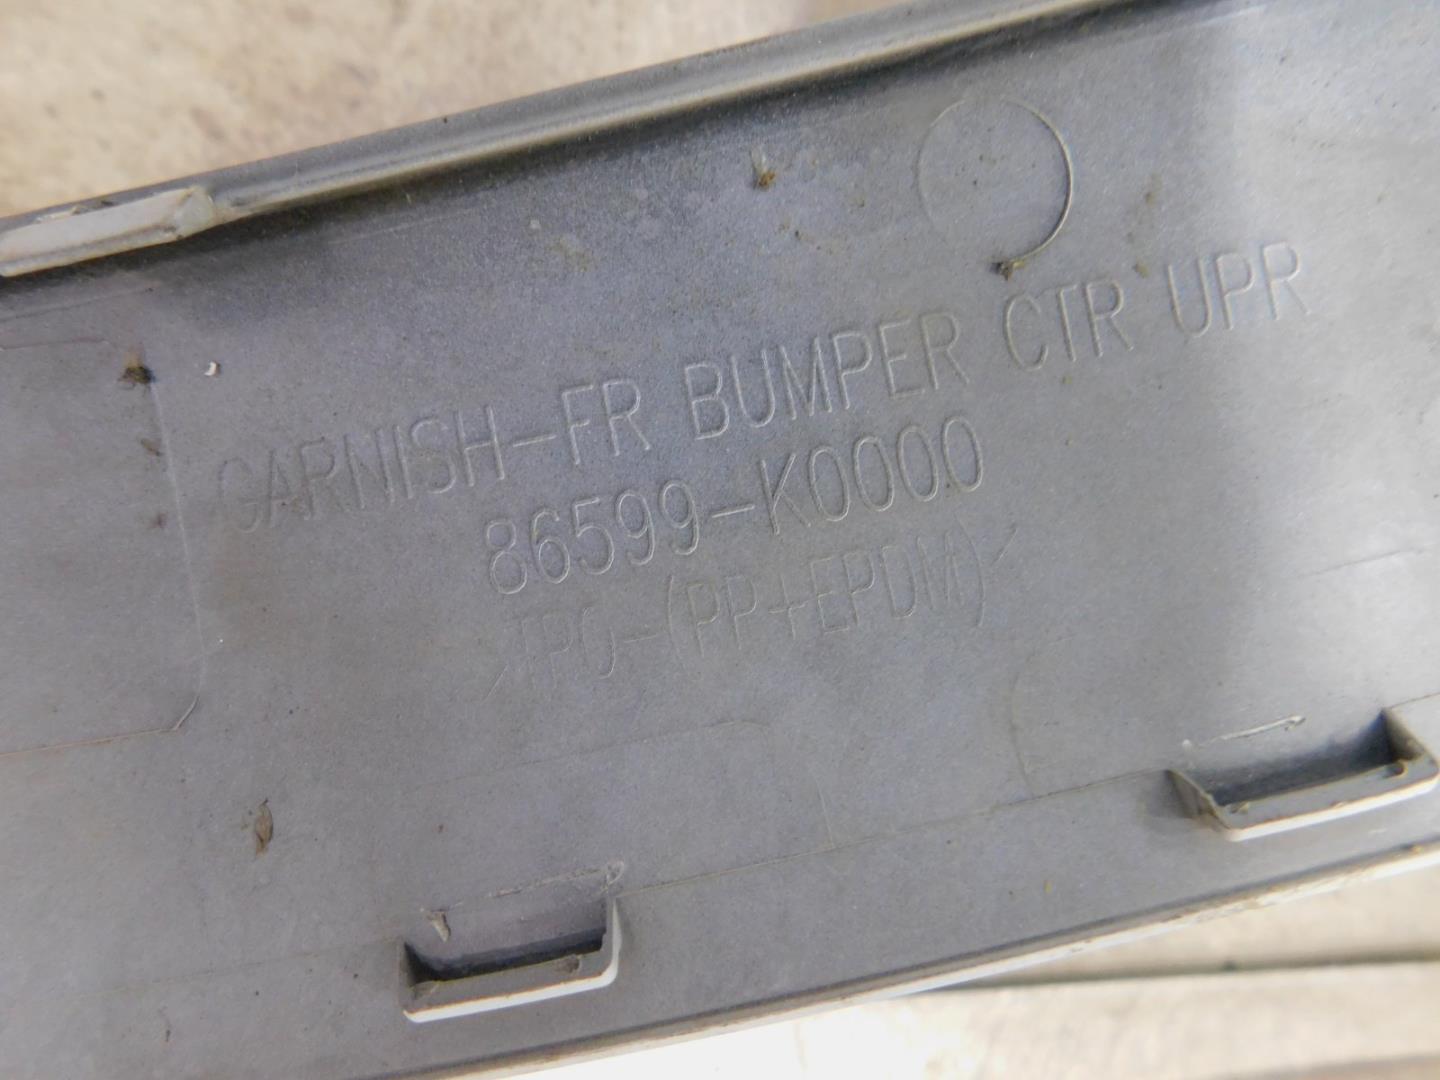 GARNISH-FR BUMPER CTR UPR
86599-K0000
>TPO-(PP+EPDM)<